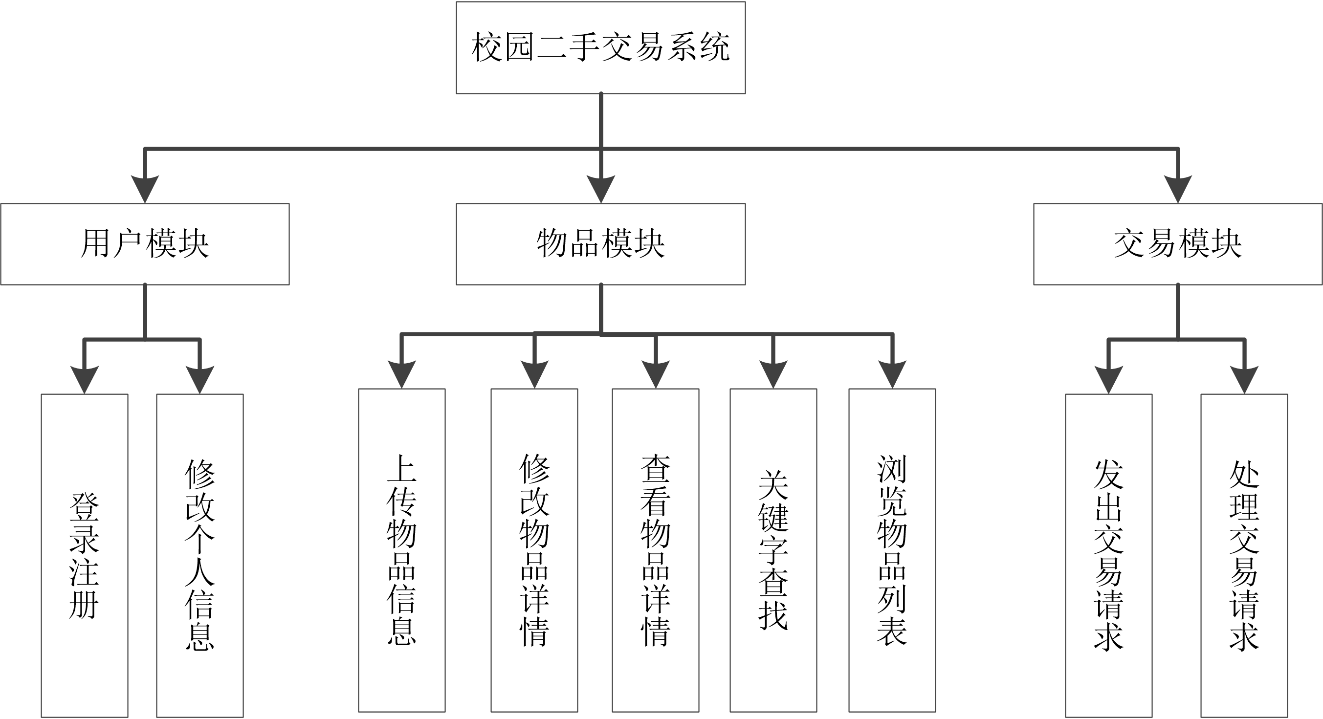 校园二手交易系统
用户模块
物品模块
交易模块
登录注册
修改个人信息
上传物品信息
修改物品详情
查看物品详情
关键字查找
浏览物品列表
发出交易请求
处理交易请求